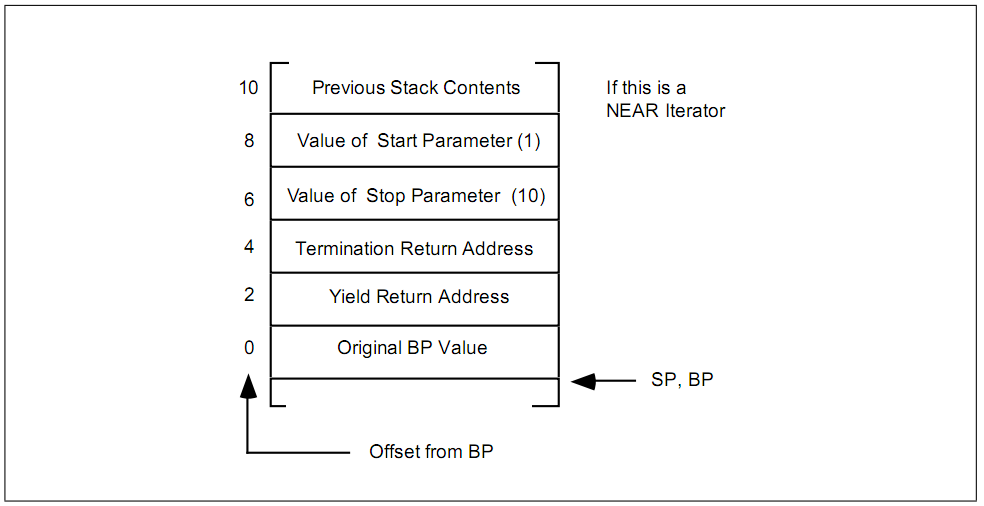 10
Previous Stack Contents
If this is a
NEAR Iterator
8
Value of Start Parameter (1)
6
Value of Stop Parameter (10)
4
Termination Return Address
2
Yield Return Address
0
Original BP Value
SP, BP
Offset from BP